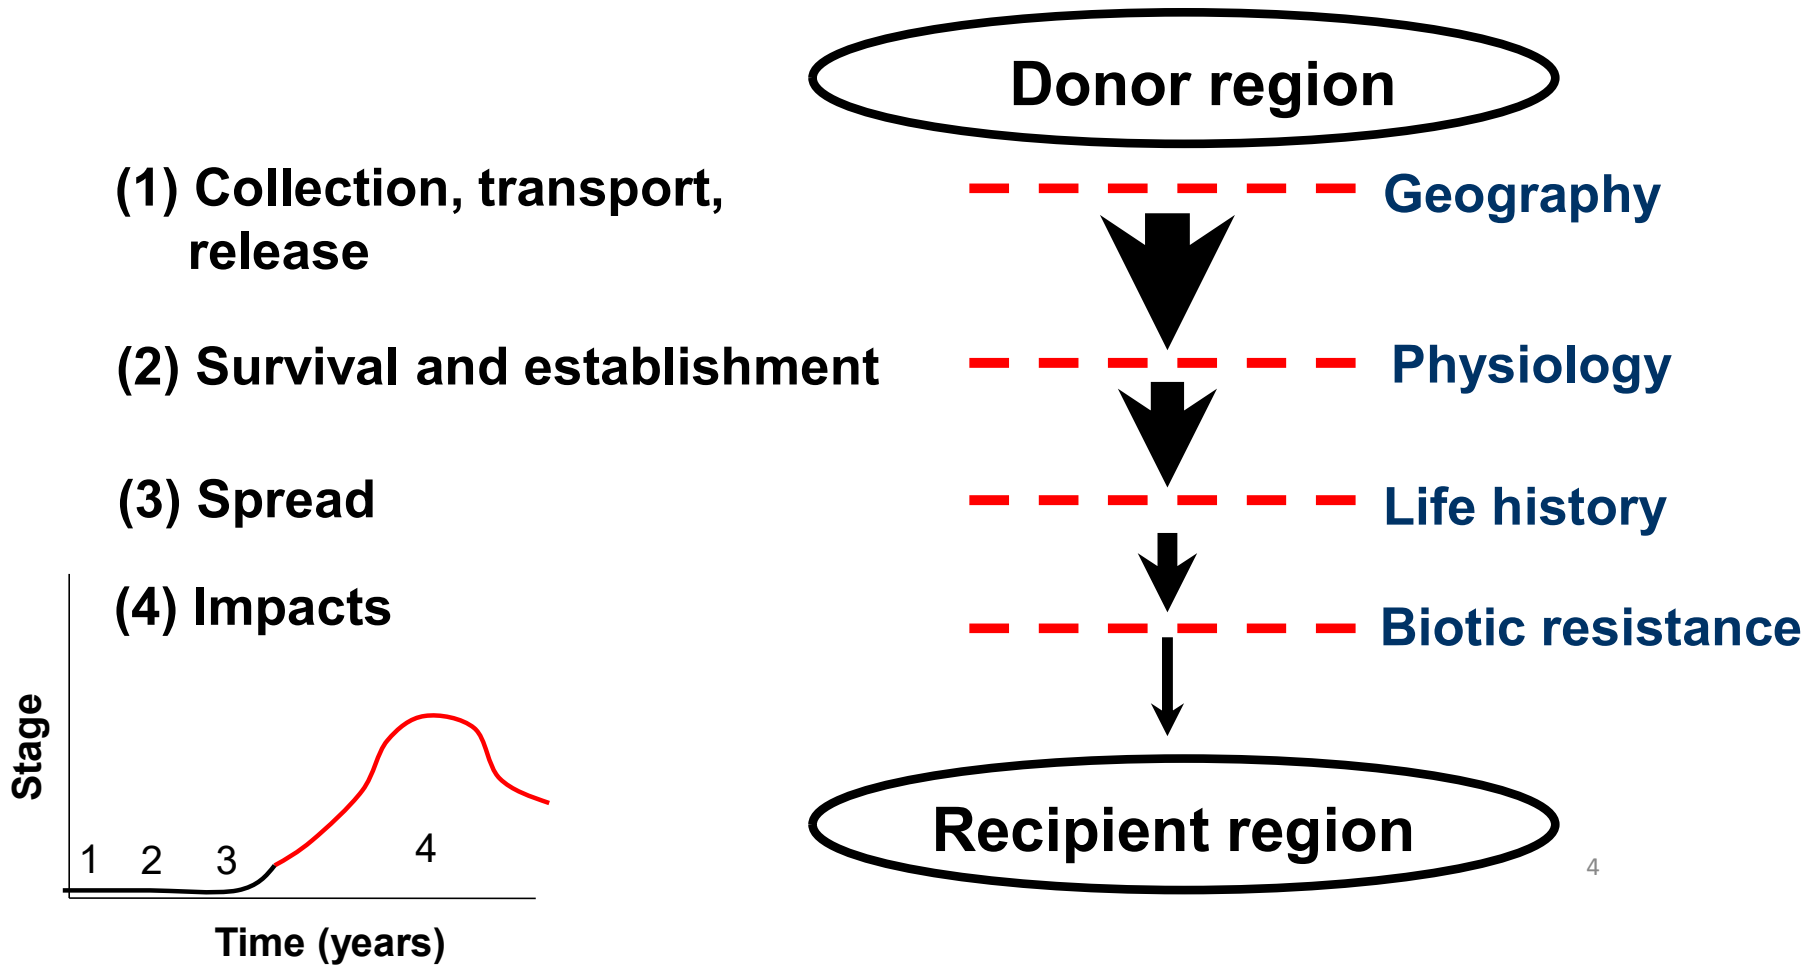 Donor region
(1) Collection, transport,
release
Geography
(2) Survival and establishment
Physiology
(3) Spread
Life history
(4) Impacts
Biotic resistance
Recipient region
Stage
1 2 3 4
Time (years)
4